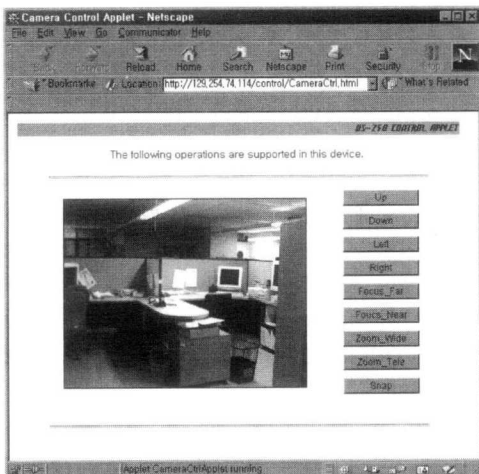 Camera Control Applet - Netscape
File Edit View Go Communicator Help
Back Forward Reload Home Search Netscape Print Security Stop
Bookmarks Location: http://129.254.74.114/control/CameraCtrl.html What's Related
DS-250 CONTROL APPLET
The following operations are supported in this device.
Up
Down
Left
Right
Focus_Far
Foucs_Near
Zoom_Wide
Zoom_Tele
Snap
Applet CameraCtrlApplet running